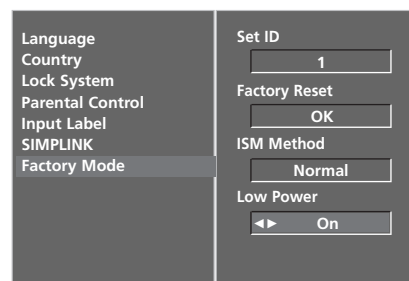 Language
Country
Lock System
Parental Control
Input Label
SIMPLINK
Factory Mode
Set ID
1
Factory Reset
OK
ISM Method
Normal
Low Power
◄► On